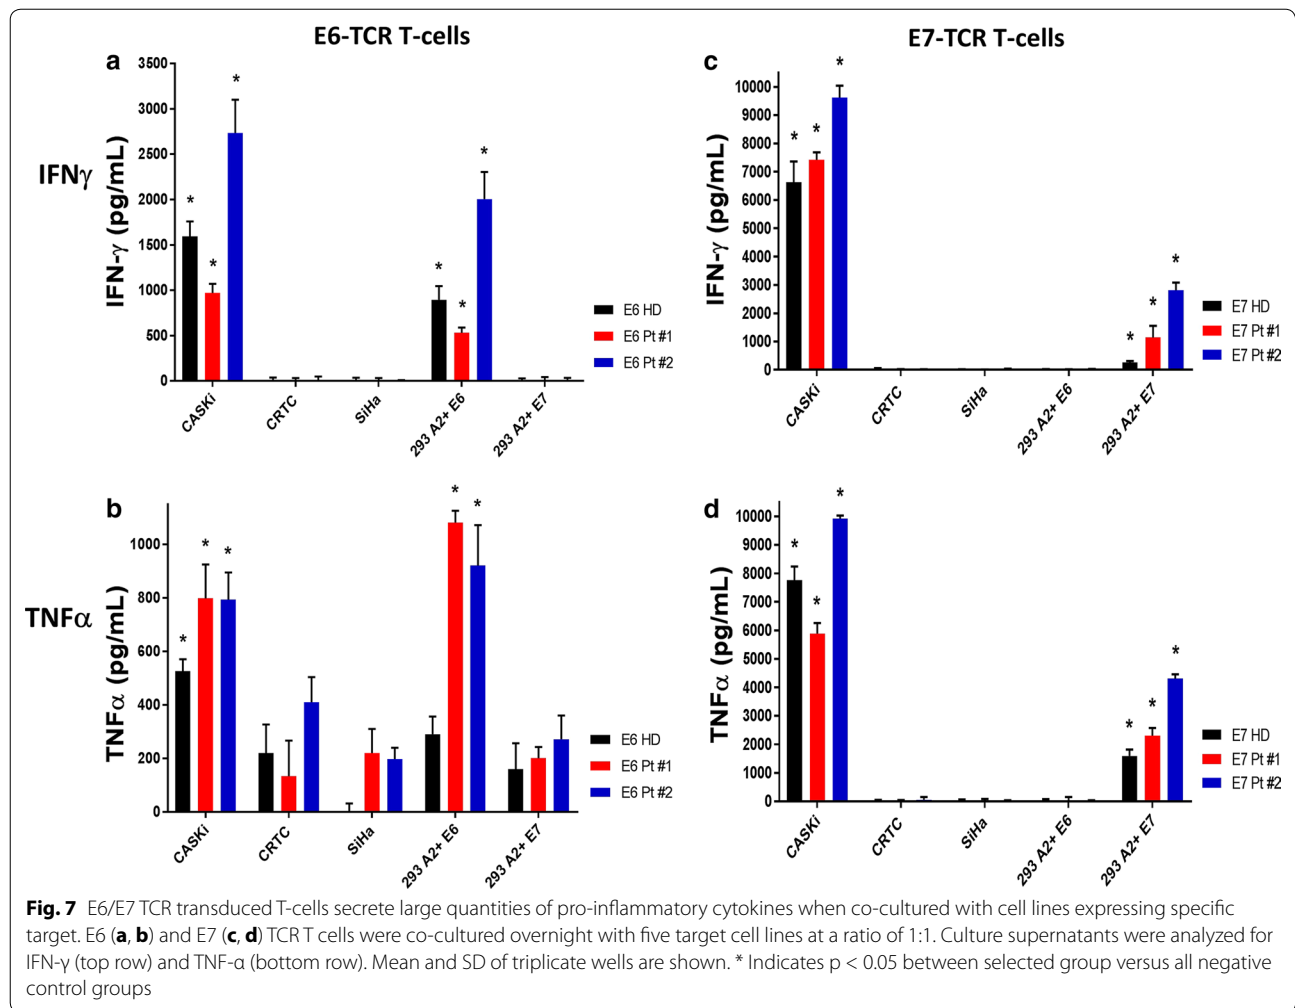 E6-TCR T-cells
E7-TCR T-cells
IFNγ
TNFα
a
IFN-γ (pg/mL)
3500
3000
2500
2000
1500
1000
500
0
* * * * * *
CASKi
CRTC
SiHa
293 A2+ E6
293 A2+ E7
E6 HD
E6 Pt #1
E6 Pt #2
c
IFN-γ (pg/mL)
10000
9000
8000
7000
6000
5000
4000
3000
2000
1000
0
* * * * * *
CASKi
CRTC
SiHa
293 A2+ E6
293 A2+ E7
E7 HD
E7 Pt #1
E7 Pt #2
b
TNFα (pg/mL)
1000
800
600
400
200
0
* * * * *
CASKi
CRTC
SiHa
293 A2+ E6
293 A2+ E7
E6 HD
E6 Pt #1
E6 Pt #2
d
TNFα (pg/mL)
10000
9000
8000
7000
6000
5000
4000
3000
2000
1000
0
* * * * * *
CASKi
CRTC
SiHa
293 A2+ E6
293 A2+ E7
E7 HD
E7 Pt #1
E7 Pt #2
Fig. 7 E6/E7 TCR transduced T-cells secrete large quantities of pro-inflammatory cytokines when co-cultured with cell lines expressing specific
target. E6 (a, b) and E7 (c, d) TCR T cells were co-cultured overnight with five target cell lines at a ratio of 1:1. Culture supernatants were analyzed for
IFN-γ (top row) and TNF-α (bottom row). Mean and SD of triplicate wells are shown. * Indicates p < 0.05 between selected group versus all negative
control groups